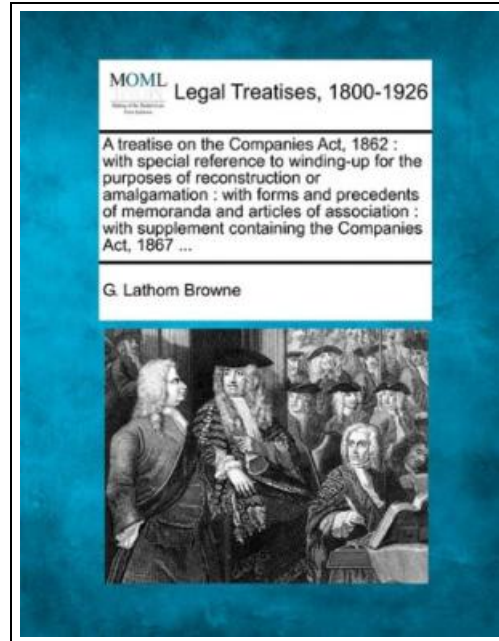 MOML
Legal Treatises, 1800-1926
A treatise on the Companies Act, 1862 :
with special reference to winding-up for the
purposes of reconstruction or
amalgamation : with forms and precedents
of memoranda and articles of association :
with supplement containing the Companies
Act, 1867 ...
G. Lathom Browne